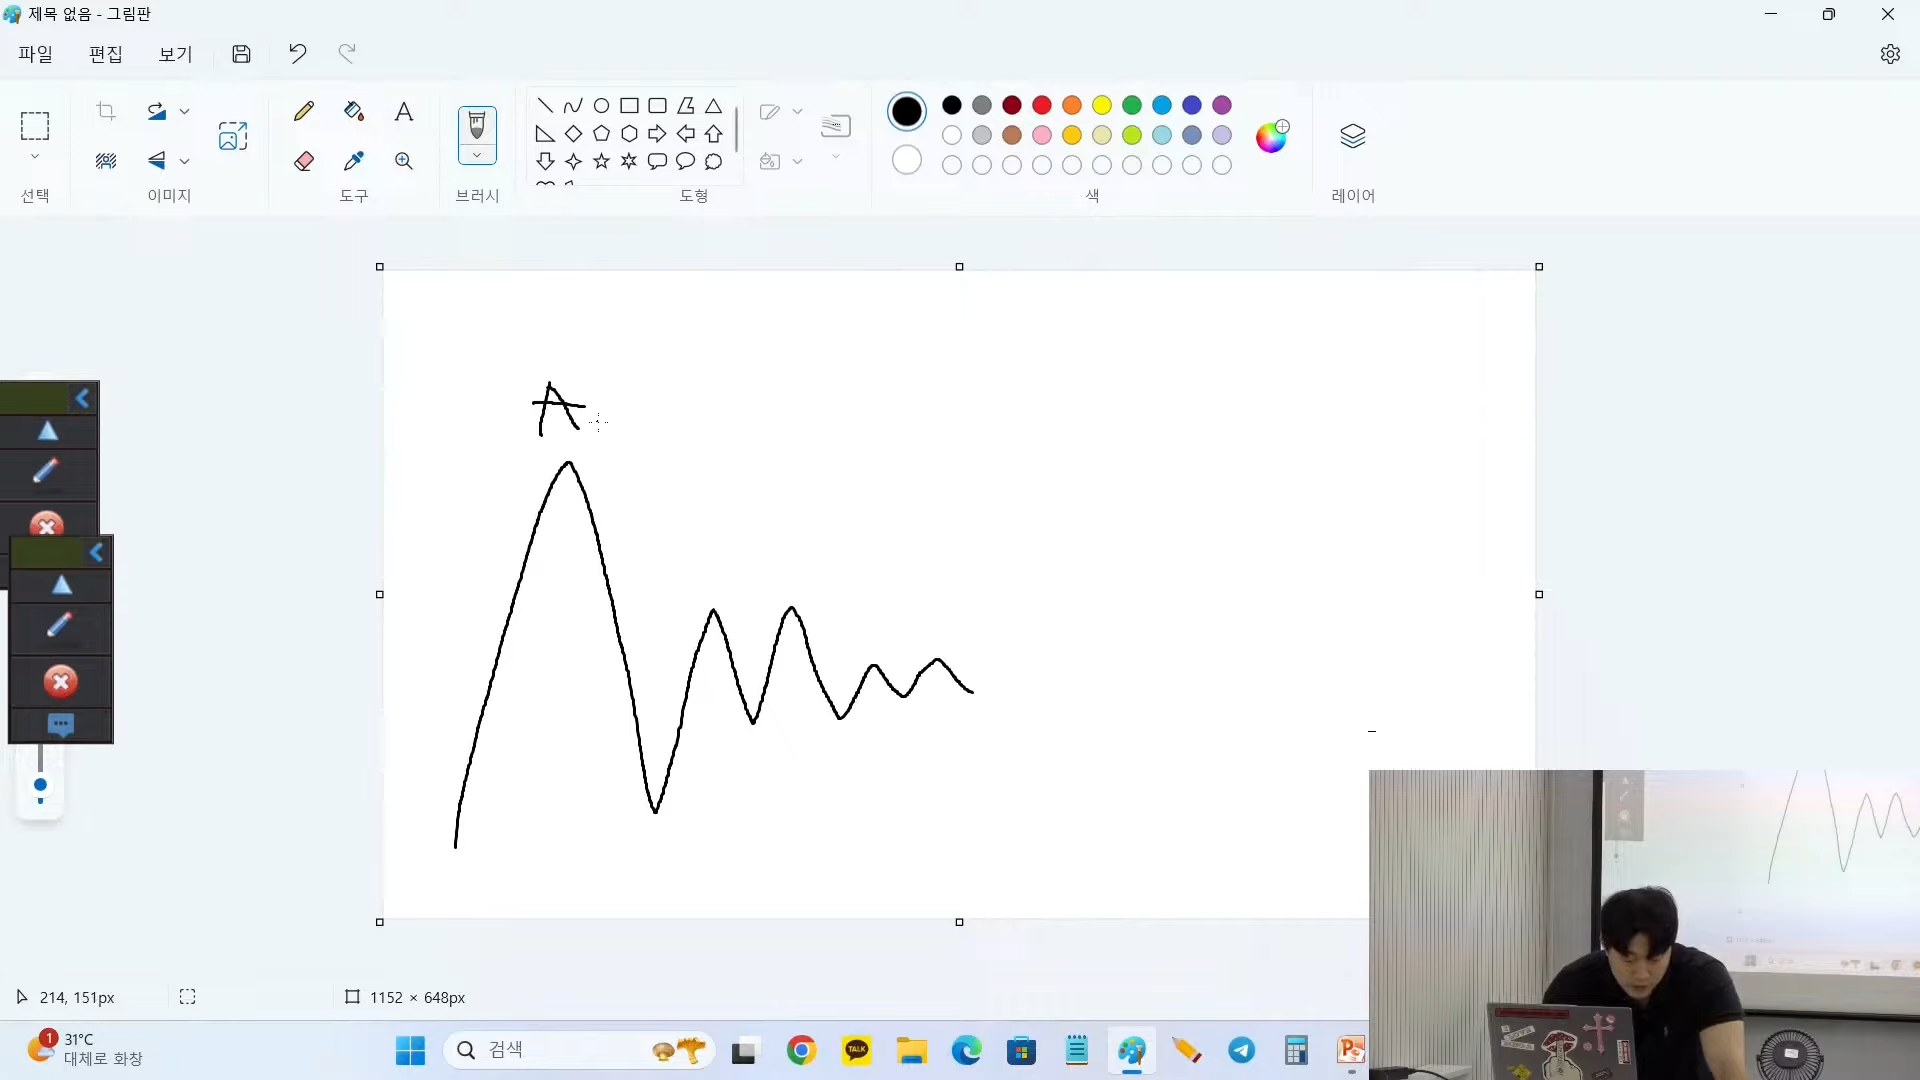 제목 없음 - 그림판
파일 편집 보기
선택 이미지 도구 브러시 도형 색 레이어
A
214, 151px
1152 × 648px
1
31°C
대체로 화창
검색
TALK